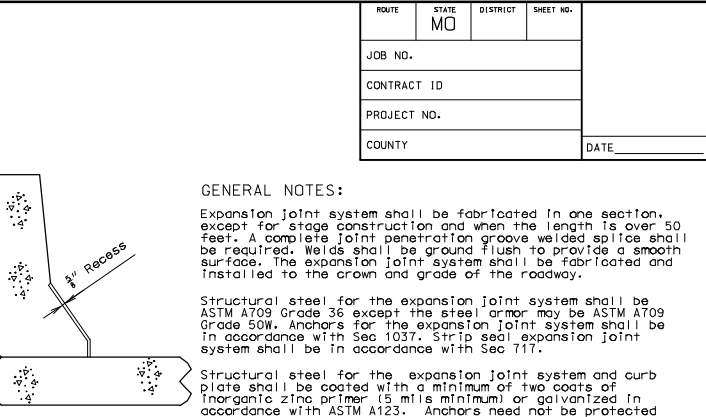 ROUTE STATE DISTRICT SHEET NO.
MO
JOB NO.
CONTRACT ID
PROJECT NO.
COUNTY
DATE
GENERAL NOTES:
Expansion joint system shall be fabricated in one section,
except for stage construction and when the length is over 50
feet. A complete joint penetration groove welded splice shall
be required. Welds shall be ground flush to provide a smooth
surface. The expansion joint system shall be fabricated and
installed to the crown and grade of the roadway.
5/8" Recess
Structural steel for the expansion joint system shall be
ASTM A709 Grade 36 except the steel armor may be ASTM A709
Grade 50W. Anchors for the expansion joint system shall be
in accordance with Sec 1037. Strip seal expansion joint
system shall be in accordance with Sec 717.
Structural steel for the expansion joint system and curb
plate shall be coated with a minimum of two coats of
inorganic zinc primer (5 mils minimum) or galvanized in
accordance with ASTM A123. Anchors need not be protected